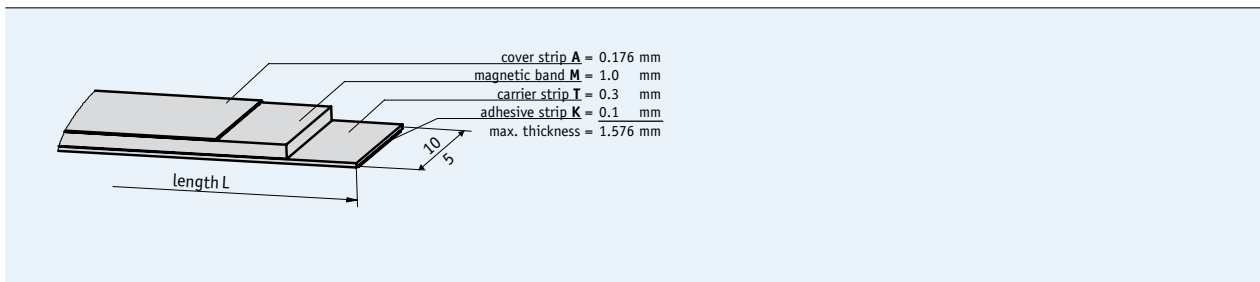 cover strip A = 0.176 mm
magnetic band M = 1.0 mm
carrier strip T = 0.3 mm
adhesive strip K = 0.1 mm
max. thickness = 1.576 mm
10
5
length L